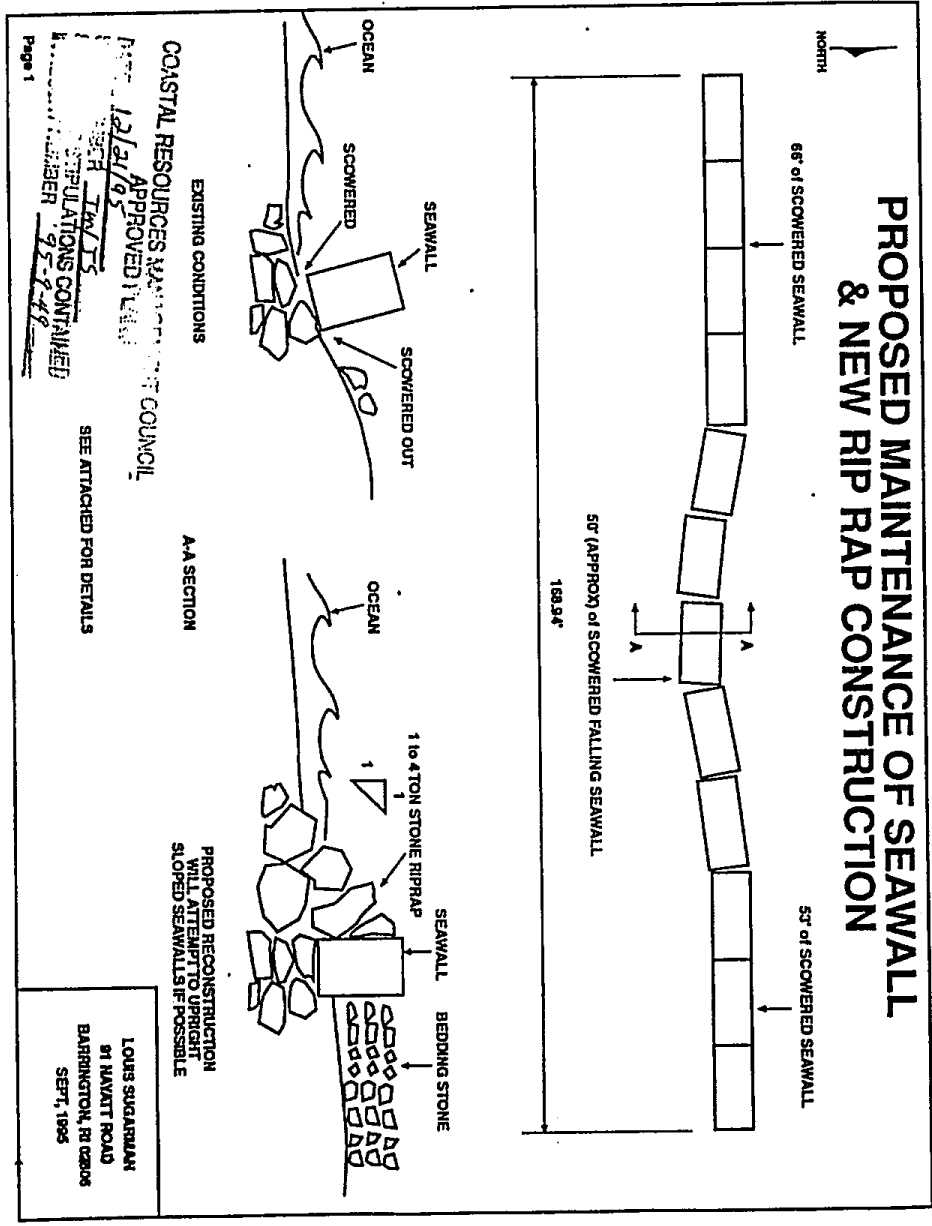 PROPOSED MAINTENANCE OF SEAWALL
& NEW RIP RAP CONSTRUCTION
NORTH
66' of SCOWERED SEAWALL
53' of SCOWERED SEAWALL
A
A
50' (APPROX) of SCOWERED FALLING SEAWALL
168.94'
OCEAN
SCOWERED
SEAWALL
SCOWERED OUT
EXISTING CONDITIONS
A-A SECTION
OCEAN
1
1
1 to 4 TON STONE RIPRAP
SEAWALL
BEDDING STONE
PROPOSED RECONSTRUCTION
WILL ATTEMPT TO UPRIGHT
SLOPED SEAWALLS IF POSSIBLE
COASTAL RESOURCES COUNCIL
APPROVED
12/21/95
STIPULATIONS CONTAINED
NUMBER 95-9-49
SEE ATTACHED FOR DETAILS
Page 1
LOUIS SUGARMAN
91 NAYATT ROAD
BARRINGTON, RI 02806
SEPT, 1995